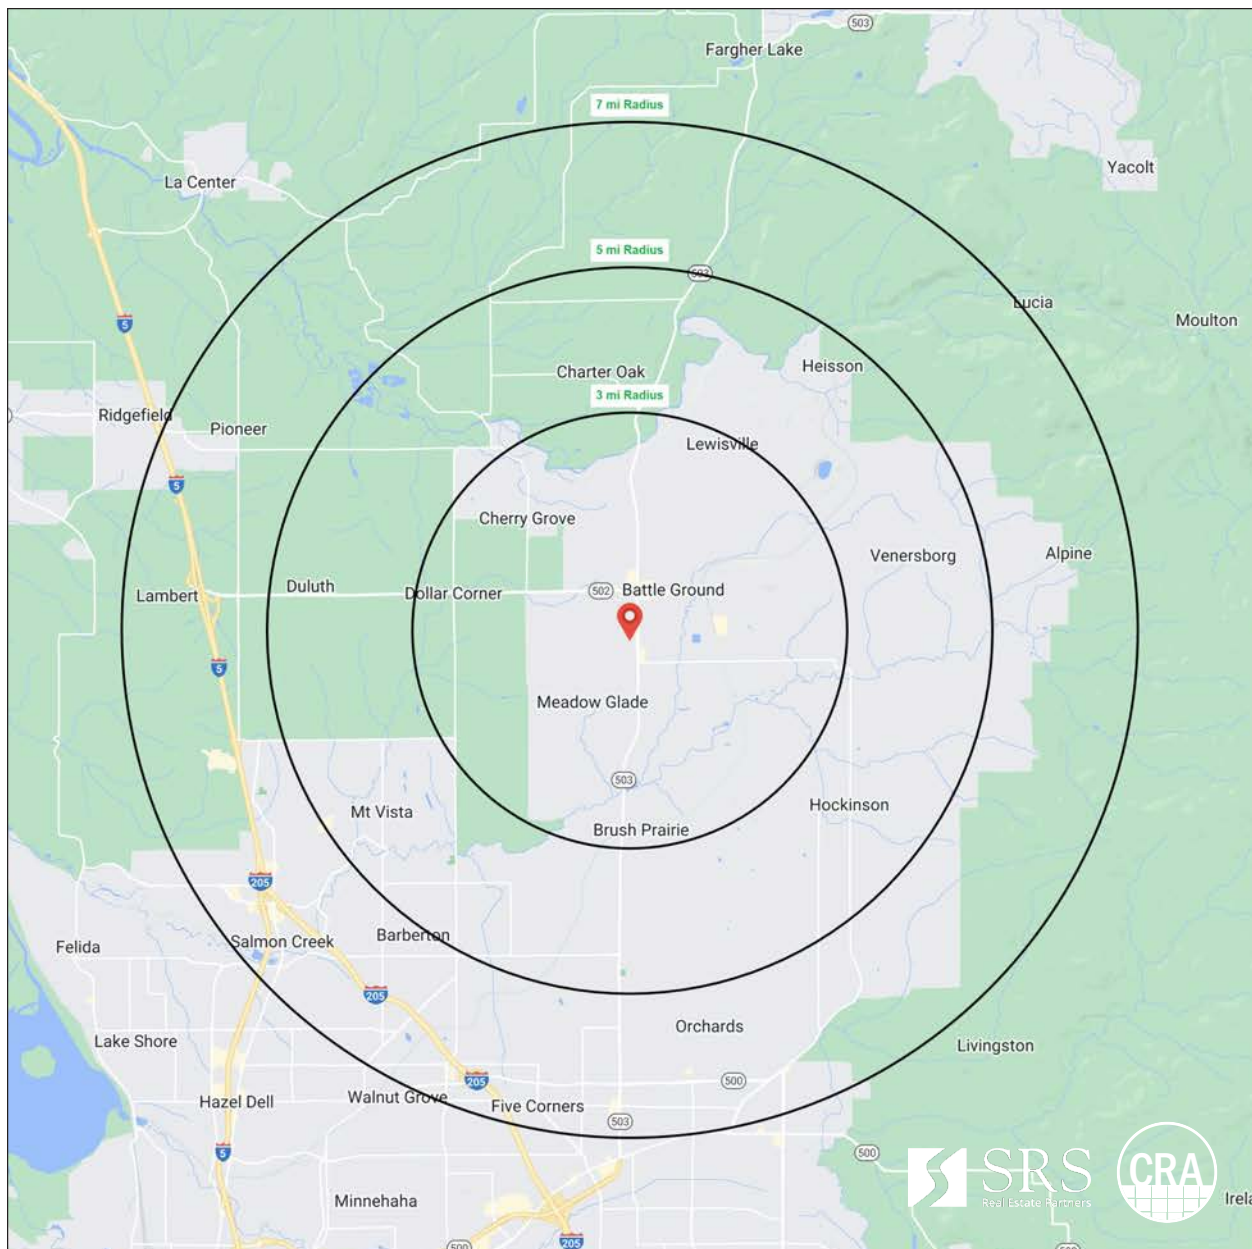 503
Fargher Lake
7 mi Radius
Yacolt
La Center
5 mi Radius
503
Lucia
5
Moulton
Heisson
Charter Oak
3 mi Radius
Ridgefield
Pioneer
Lewisville
5
Cherry Grove
Venersborg
Alpine
Duluth
Lambert
Dollar Corner
502
Battle Ground
5
Meadow Glade
503
Hockinson
Mt Vista
Brush Prairie
205
Felida
Salmon Creek
Barberton
205
Orchards
Lake Shore
Livingston
205
500
Hazel Dell
Walnut Grove
Five Corners
503
5
500
SRS
Real Estate Partners
CRA
Minnehaha
Irela
205
500